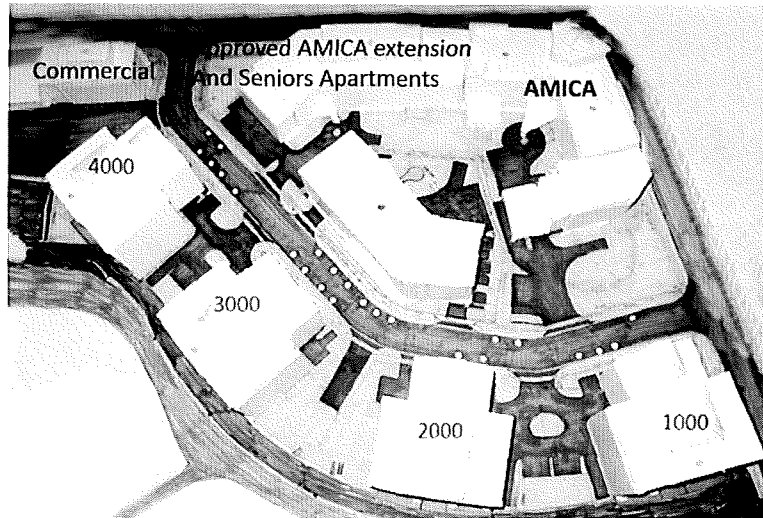 Approved AMICA extension
Commercial And Seniors Apartments
AMICA
4000
3000
2000
1000